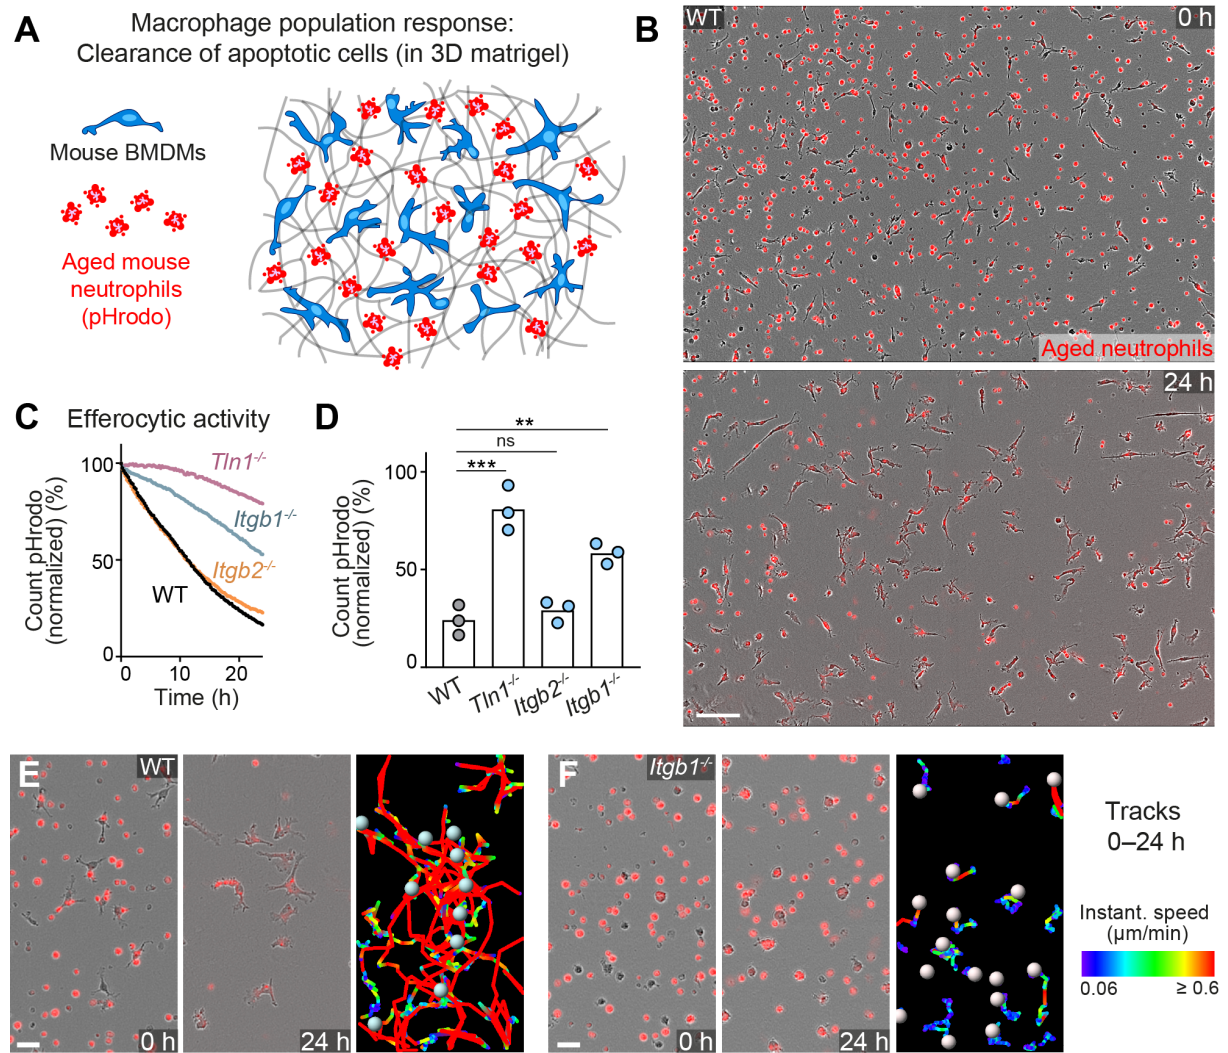 A
Macrophage population response:
Clearance of apoptotic cells (in 3D matrigel)
Mouse BMDMs
Aged mouse
neutrophils
(pHrodo)
B
WT
0 h
Aged neutrophils
24 h
C
Efferocytic activity
Count pHrodo
(normalized) (%)
100
50
0
Tln1-/-
Itgb1-/-
Itgb2-/-
WT
0
10
20
Time (h)
D
Count pHrodo
(normalized) (%)
100
50
0
**
ns
***
WT
Tln1-/-
Itgb2-/-
Itgb1-/-
E
WT
0 h
24 h
F
Itgb1-/-
0 h
24 h
Tracks
0–24 h
Instant. speed
(µm/min)
0.06
≥ 0.6